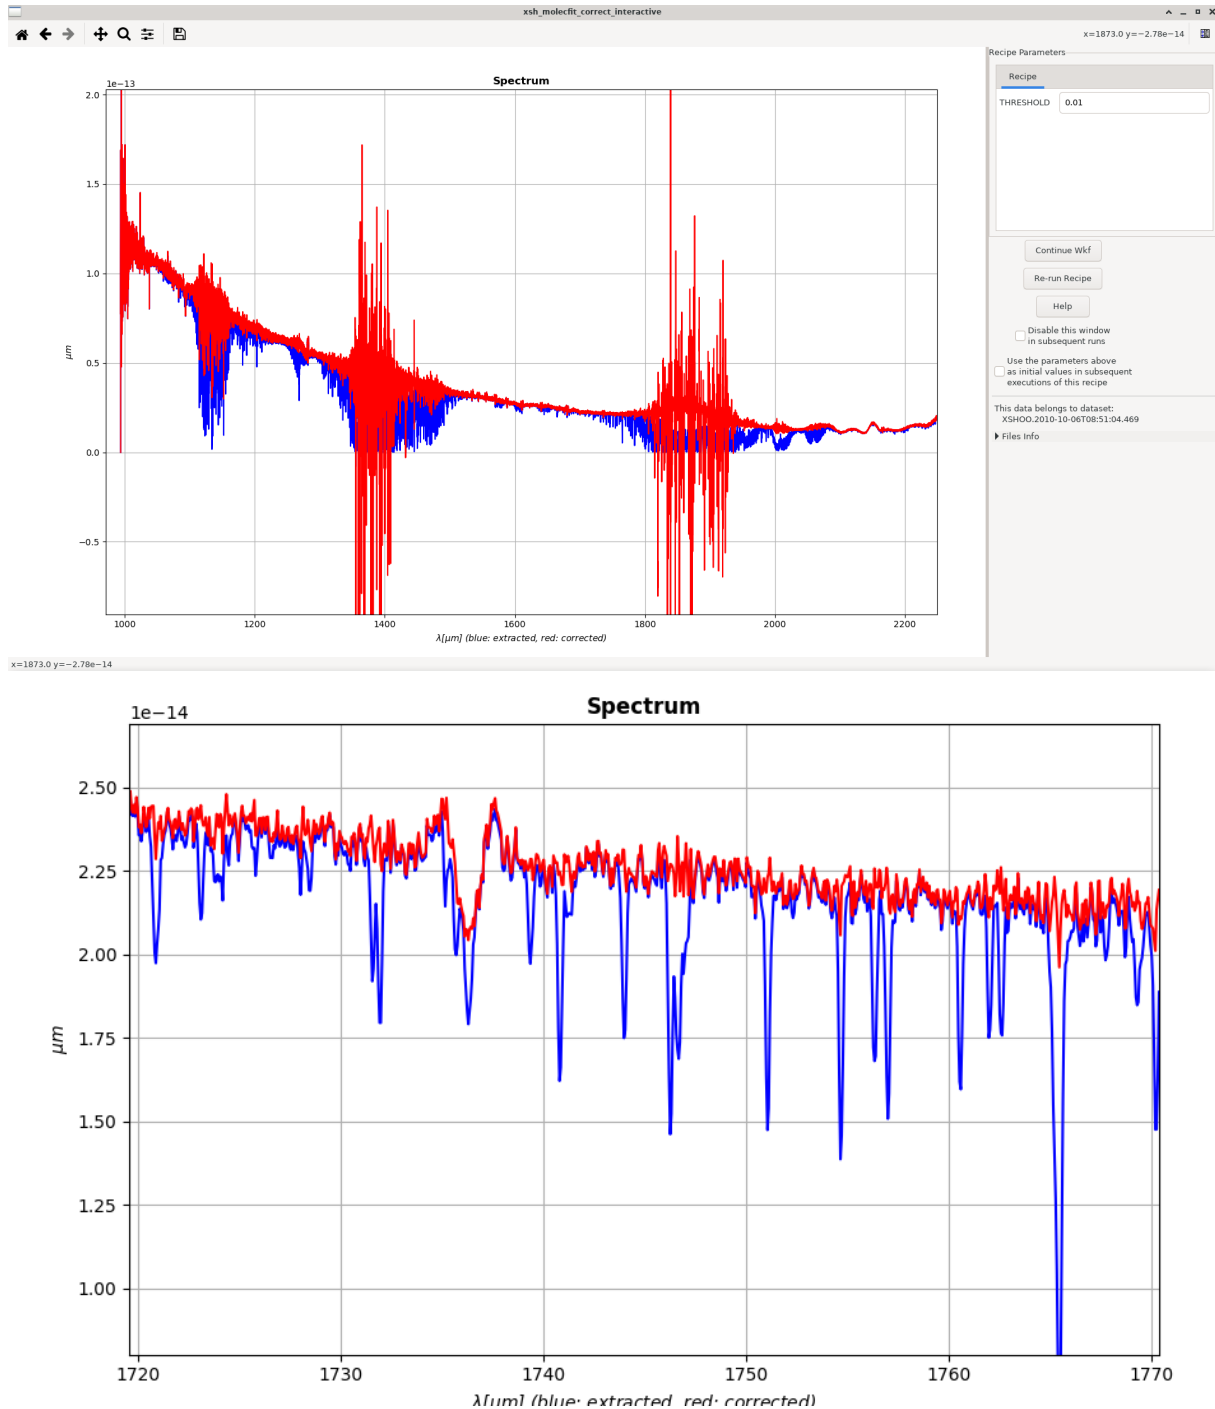 xsh_molecfit_correct_interactive
x=1873.0 y=−2.78e−14
Recipe Parameters
Recipe
THRESHOLD 0.01
Continue Wkf
Re-run Recipe
Help
Disable this window
in subsequent runs
Use the parameters above
as initial values in subsequent
executions of this recipe
This data belongs to dataset:
XSHOO.2010-10-06T08:51:04.469
Files Info
Spectrum
1e−13
2.0
1.5
1.0
0.5
0.0
−0.5
μm
1000 1200 1400 1600 1800 2000 2200
λ[μm] (blue: extracted, red: corrected)
x=1873.0 y=−2.78e−14
Spectrum
1e−14
2.50
2.25
2.00
1.75
1.50
1.25
1.00
μm
1720 1730 1740 1750 1760 1770
λ[μm] (blue: extracted, red: corrected)